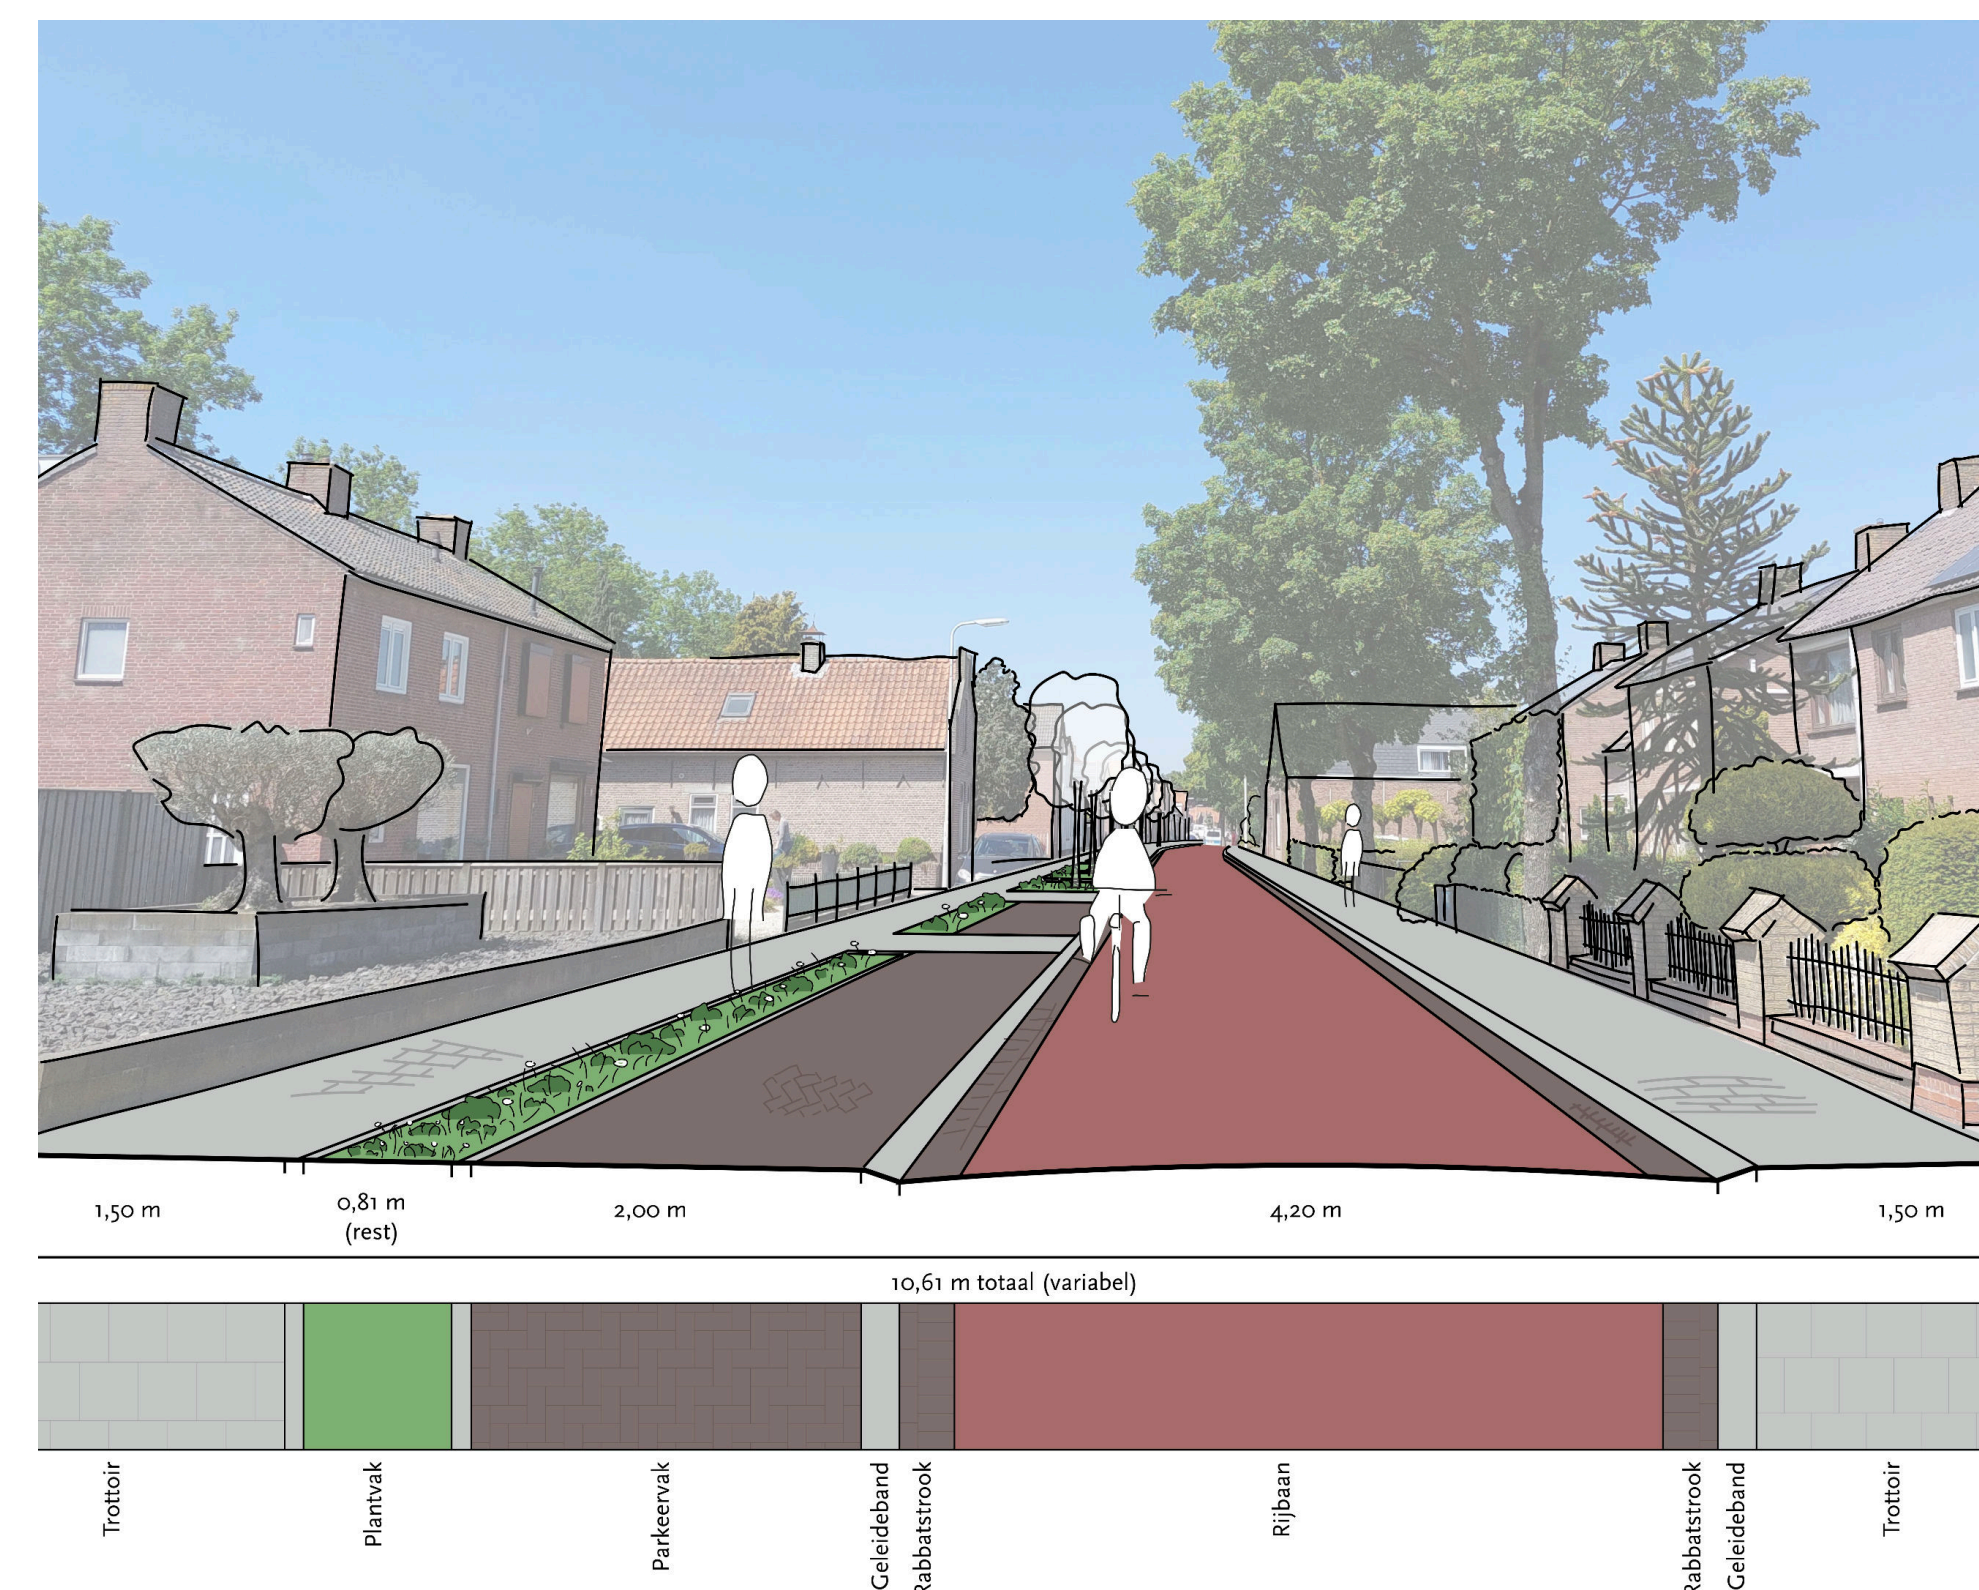 1,50 m
0,81 m
(rest)
2,00 m
4,20 m
1,50 m
10,61 m totaal (variabel)
Trottoir
Plantvak
Parkeervak
Geleideband
Rabbatstrook
Rijbaan
Rabbatstrook
Geleideband
Trottoir